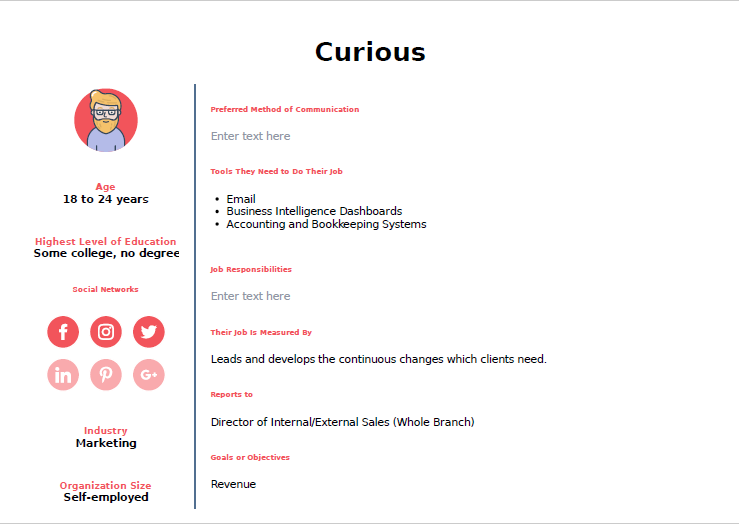 Curious
Age
18 to 24 years
Highest Level of Education
Some college, no degree
Social Networks
f
in
G+
Industry
Marketing
Organization Size
Self-employed
Preferred Method of Communication
Enter text here
Tools They Need to Do Their Job
• Email
• Business Intelligence Dashboards
• Accounting and Bookkeeping Systems
Job Responsibilities
Enter text here
Their Job Is Measured By
Leads and develops the continuous changes which clients need.
Reports to
Director of Internal/External Sales (Whole Branch)
Goals or Objectives
Revenue